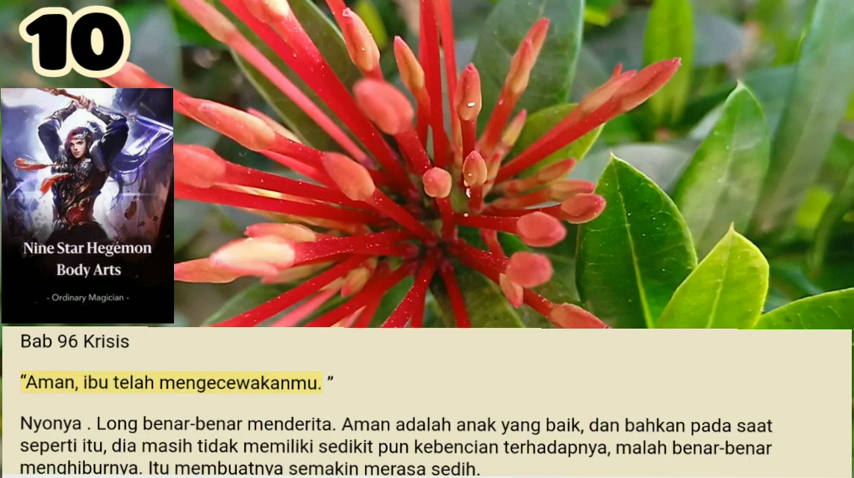 10
Nine Star Hegemon
Body Arts
- Ordinary Magician -
Bab 96 Krisis
“Aman, ibu telah mengecewakanmu. ”
Nyonya . Long benar-benar menderita. Aman adalah anak yang baik, dan bahkan pada saat
seperti itu, dia masih tidak memiliki sedikit pun kebencian terhadapnya, malah benar-benar
menghiburnya. Itu membuatnya semakin merasa sedih.